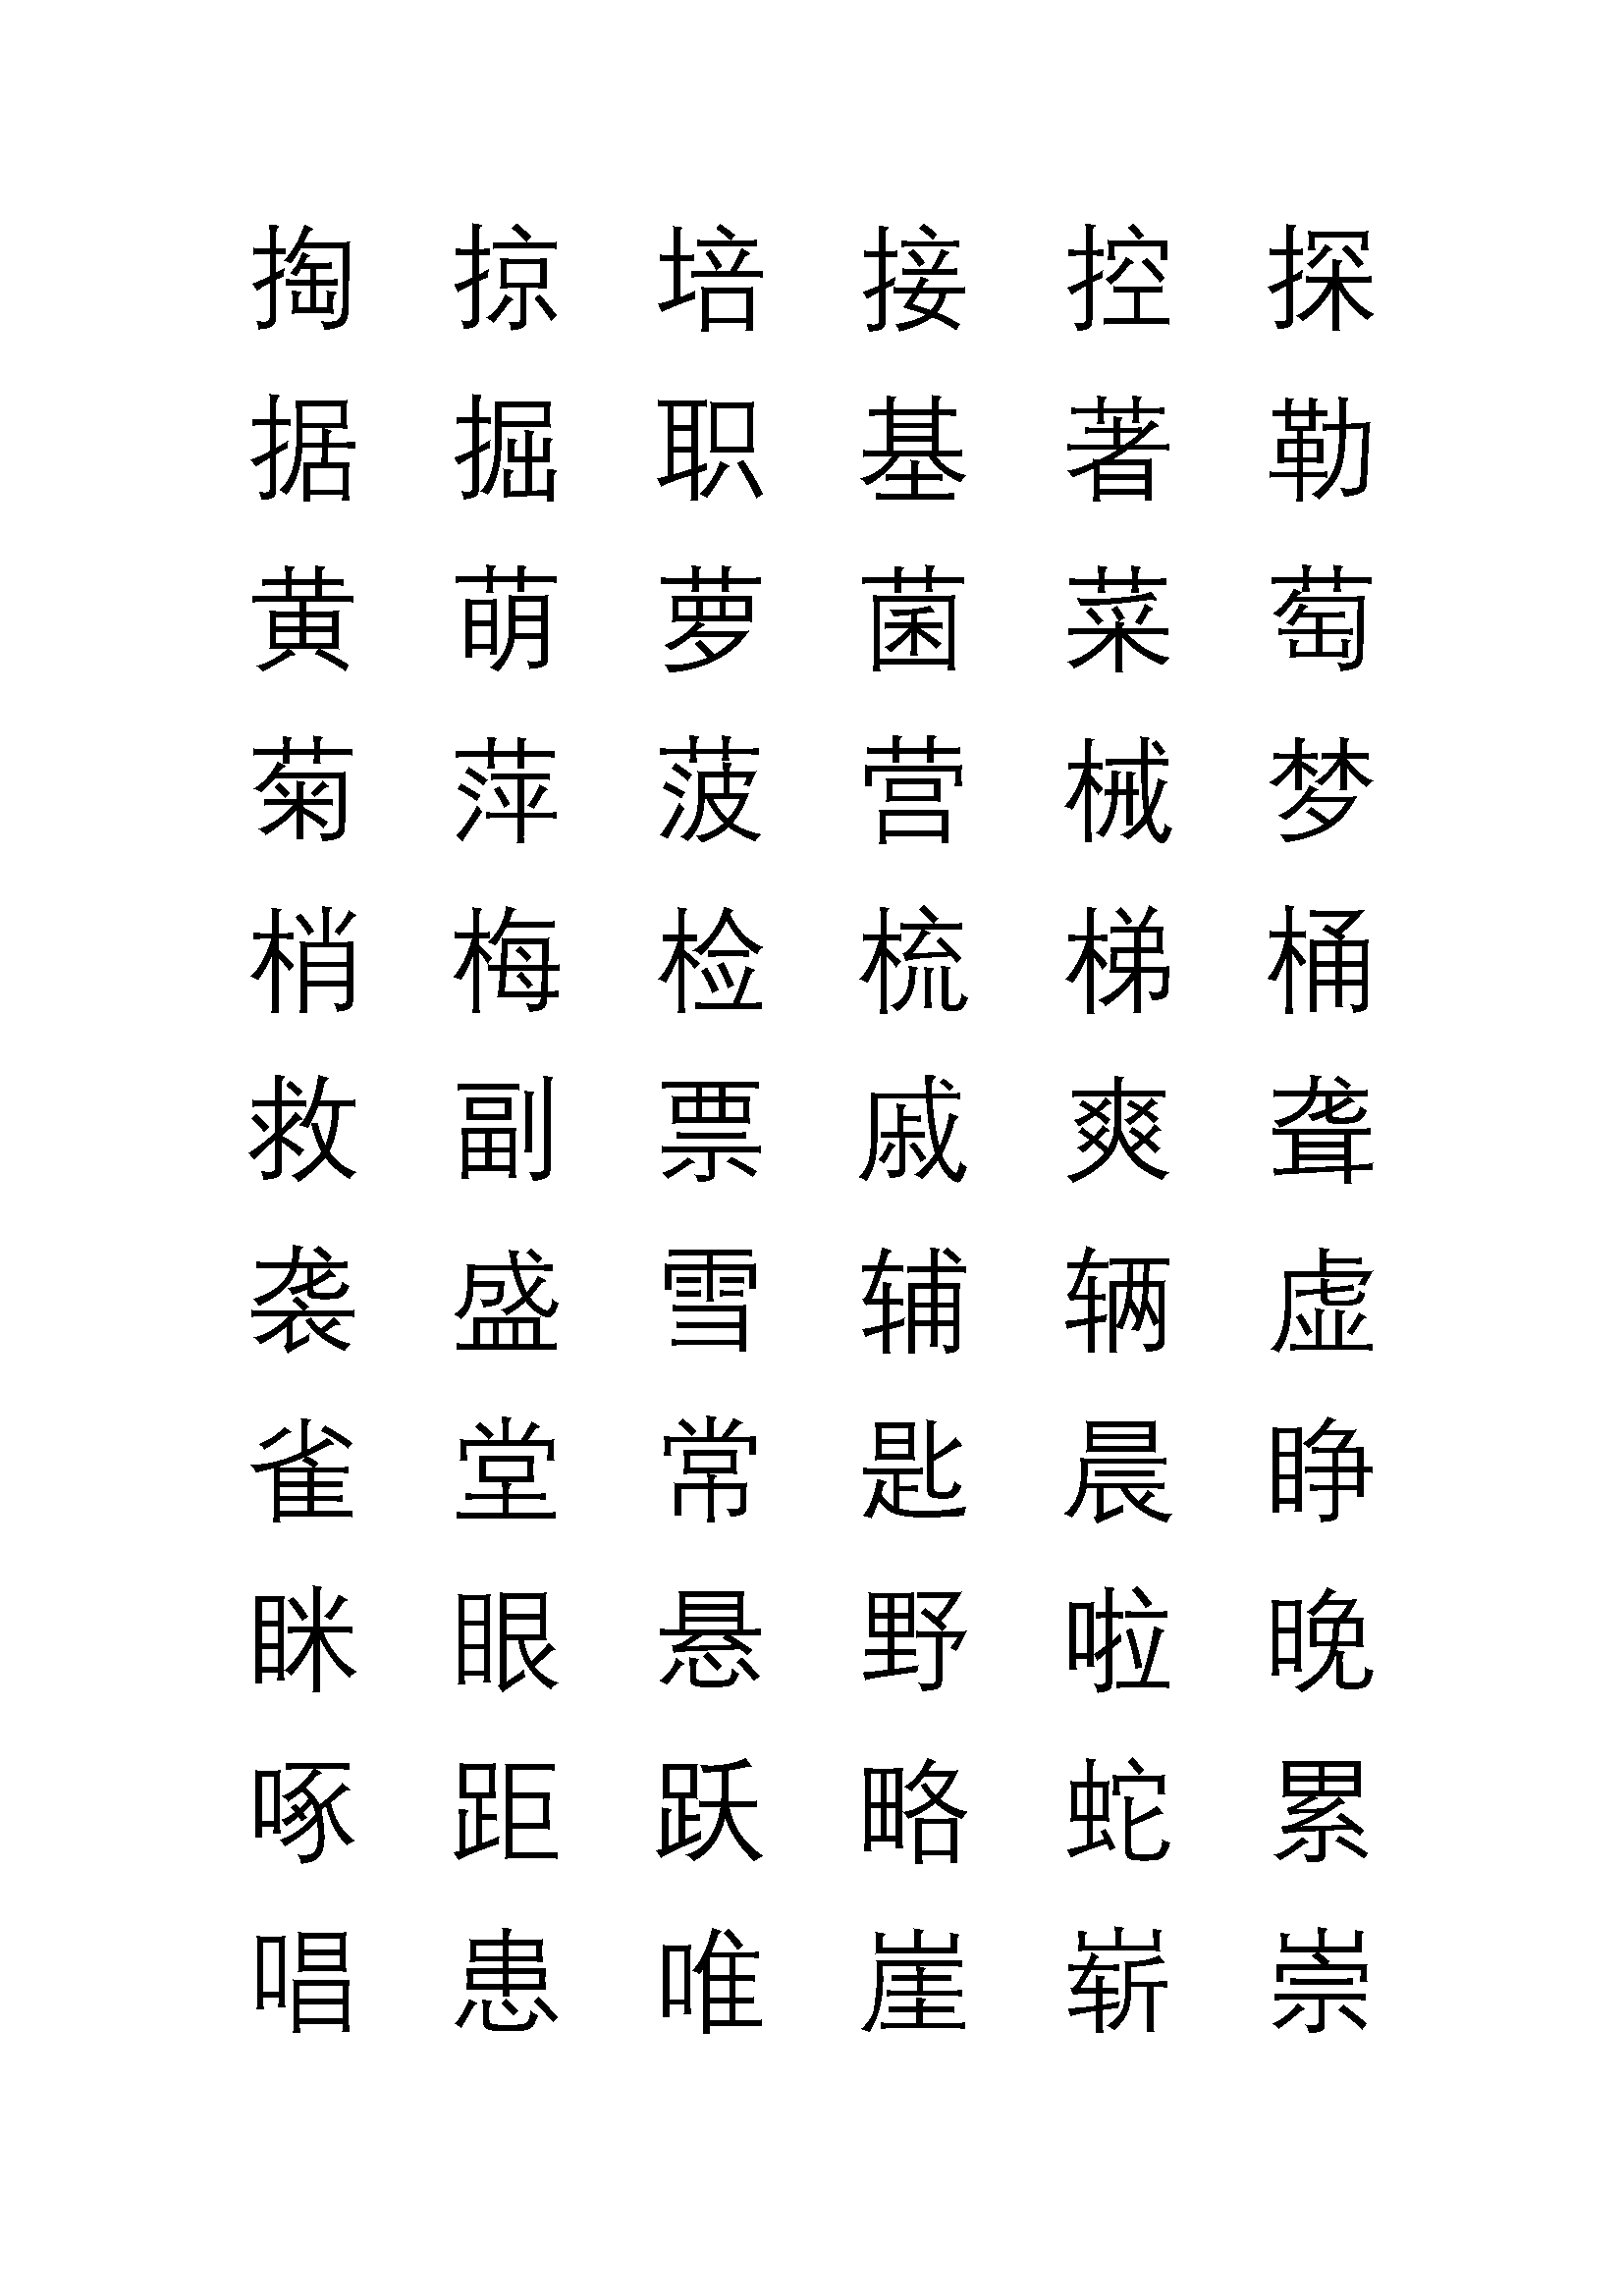 掏 掠 培 接 控 探
据 掘 职 基 著 勒
黄 萌 萝 菌 菜 萄
菊 萍 菠 营 械 梦
梢 梅 检 梳 梯 桶
救 副 票 戚 爽 聋
袭 盛 雪 辅 辆 虚
雀 堂 常 匙 晨 睁
眯 眼 悬 野 啦 晚
啄 距 跃 略 蛇 累
唱 患 唯 崖 崭 崇